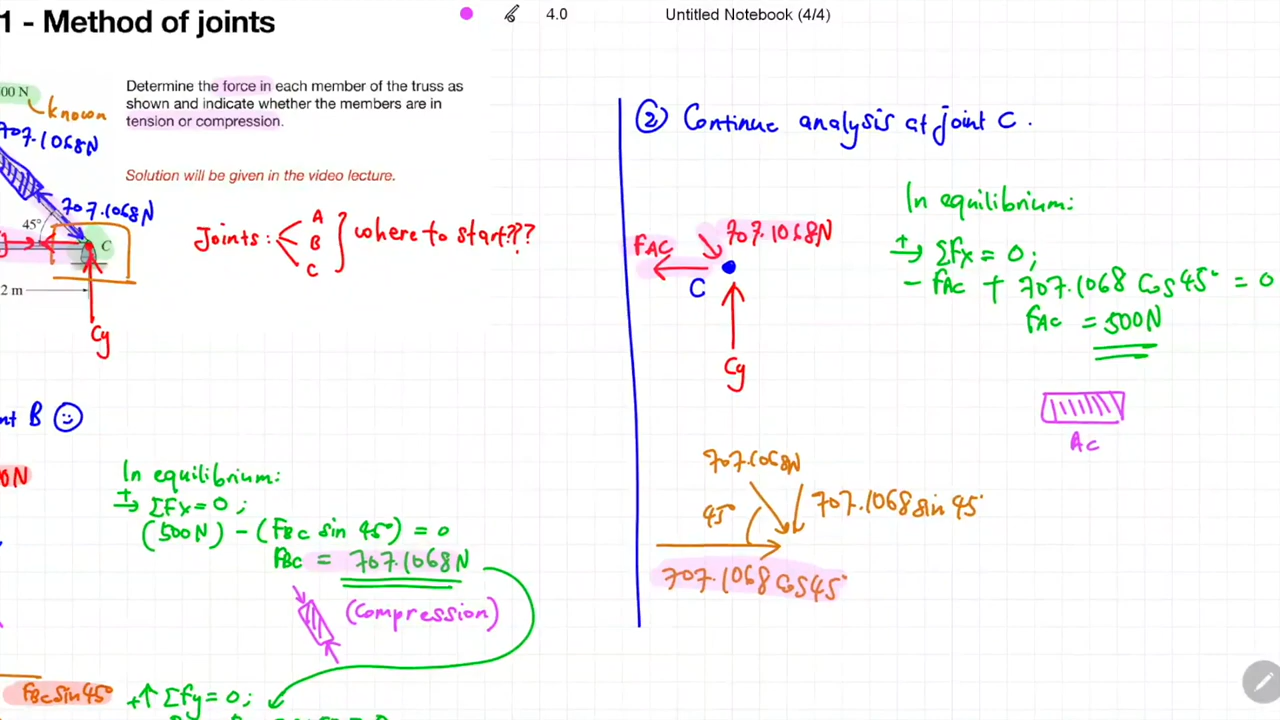 1 - Method of joints
4.0
Untitled Notebook (4/4)
Determine the force in each member of the truss as
shown and indicate whether the members are in
tension or compression.
Solution will be given in the video lecture.
00 N
known
707.1068N
707.1068N
45°
C
2 m
Cy
Joints:
A
B
C
where to start???
nt B
0N
In equilibrium:
+→ ΣFx = 0;
(500N) - (FBC sin 45°) = 0
FBC = 707.1068N
(Compression)
FBC sin 45°
+↑ ΣFy = 0;
② Continue analysis at joint C.
FAC
707.1068N
C
Cy
In equilibrium:
+→ ΣFx = 0;
- FAC + 707.1068 Cos45° = 0
FAC = 500N
AC
707.1068N
45°
707.1068 sin 45°
707.1068 Cos45°